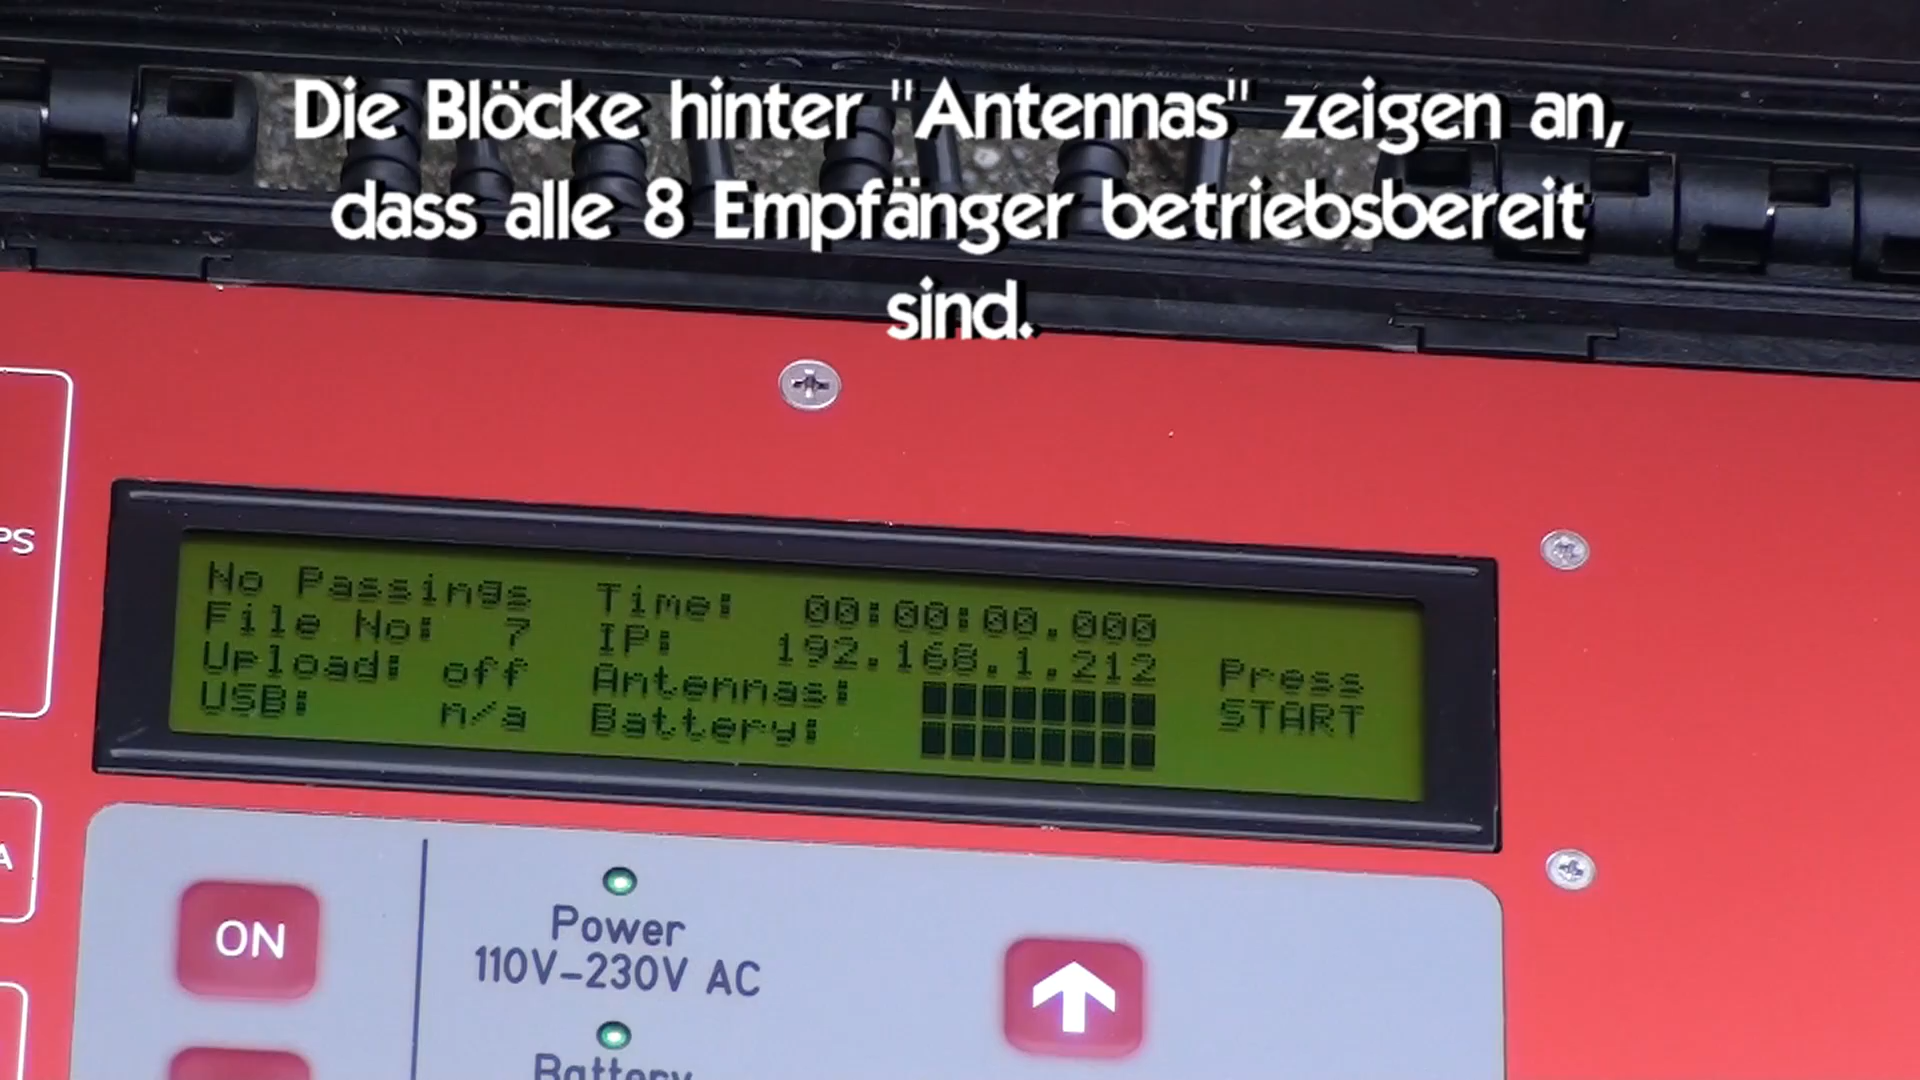 Die Blöcke hinter "Antennas" zeigen an,
dass alle 8 Empfänger betriebsbereit
sind.
PS
No Passings Time: 00:00:00.000
File No: 7 IP: 192.168.1.212
Upload: off Antennas: Press
USB: n/a Battery: START
A
ON
Power
110V-230V AC
Battery